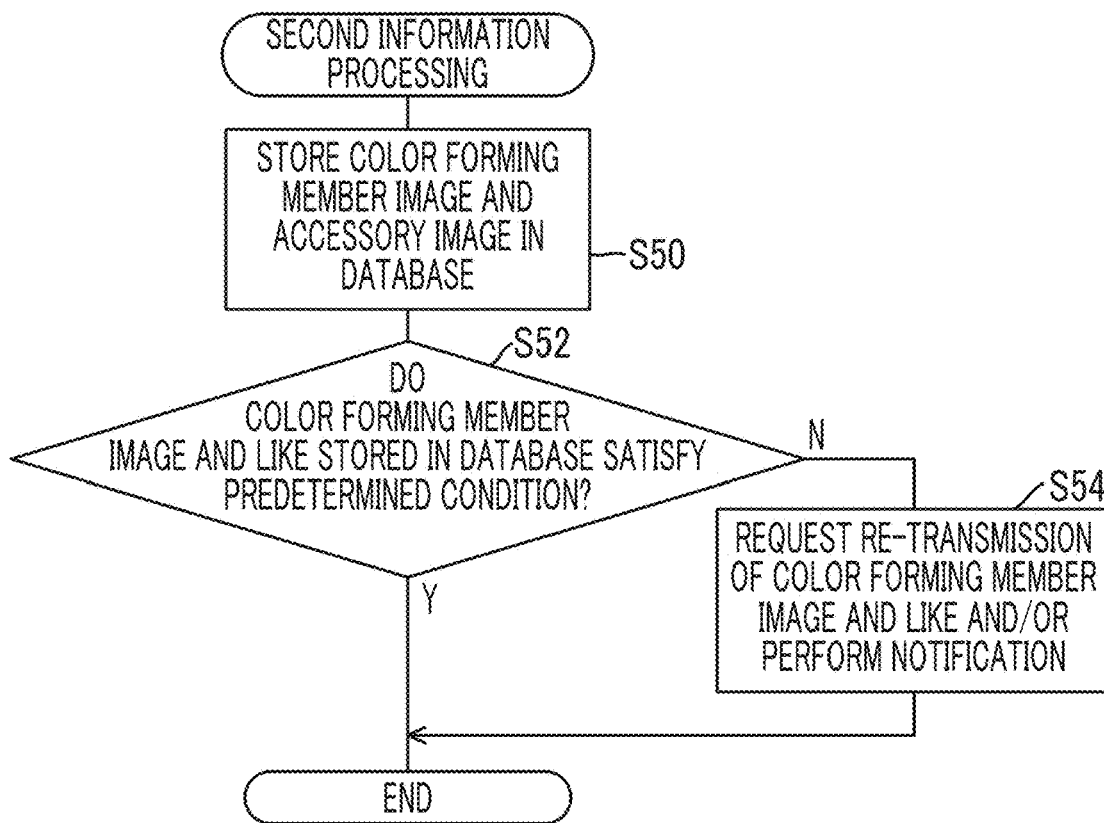 SECOND INFORMATION
PROCESSING
STORE COLOR FORMING
MEMBER IMAGE AND
ACCESSORY IMAGE IN
DATABASE
S50
S52
DO
COLOR FORMING MEMBER
IMAGE AND LIKE STORED IN DATABASE SATISFY
PREDETERMINED CONDITION?
N
S54
REQUEST RE-TRANSMISSION
OF COLOR FORMING MEMBER
IMAGE AND LIKE AND/OR
PERFORM NOTIFICATION
Y
END